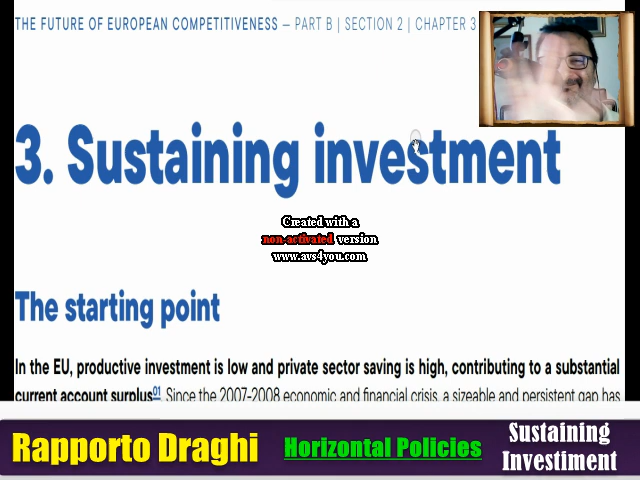 THE FUTURE OF EUROPEAN COMPETITIVENESS — PART B | SECTION 2 | CHAPTER 3
3. Sustaining investment
Created with a
non-activated version
www.avs4you.com
The starting point
In the EU, productive investment is low and private sector saving is high, contributing to a substantial
current account surplus01. Since the 2007-2008 economic and financial crisis, a sizeable and persistent gap has
Rapporto Draghi
Horizontal Policies
Sustaining
Investiment